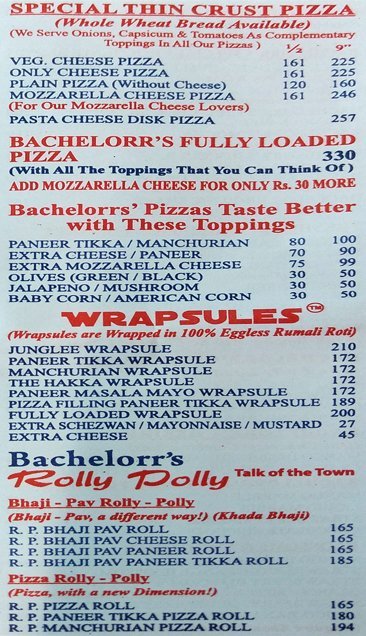 SPECIAL THIN CRUST PIZZA
(Whole Wheat Bread Available)
(We Serve Onions, Capsicum & Tomatoes As Complementary
Toppings In All Our Pizzas ) ½ 9"
VEG. CHEESE PIZZA 161 225
ONLY CHEESE PIZZA 161 225
PLAIN PIZZA (Without Cheese) 120 160
MOZZARELLA CHEESE PIZZA 161 246
(For Our Mozzarella Cheese Lovers)
PASTA CHEESE DISK PIZZA 257
BACHELORR'S FULLY LOADED
PIZZA 330
(With All The Toppings That You Can Think Of )
ADD MOZZARELLA CHEESE FOR ONLY Rs. 30 MORE
Bachelorrs' Pizzas Taste Better
with These Toppings
PANEER TIKKA / MANCHURIAN 80 100
EXTRA CHEESE / PANEER 70 90
EXTRA MOZZARELLA CHEESE 75 99
OLIVES (GREEN / BLACK) 30 50
JALAPENO / MUSHROOM 30 50
BABY CORN / AMERICAN CORN 30 50
WRAPSULES TM
(Wrapsules are Wrapped in 100% Eggless Rumali Roti)
JUNGLEE WRAPSULE 210
PANEER TIKKA WRAPSULE 172
MANCHURIAN WRAPSULE 172
THE HAKKA WRAPSULE 172
PANEER MASALA MAYO WRAPSULE 172
PIZZA FILLING PANEER TIKKA WRAPSULE 189
FULLY LOADED WRAPSULE 200
EXTRA SCHEZWAN / MAYONNAISE / MUSTARD 27
EXTRA CHEESE 45
Bachelorr's
Rolly Polly Talk of the Town
Bhaji - Pav Rolly - Polly
(Bhaji - Pav, a different way!) (Khada Bhaji)
R. P. BHAJI PAV ROLL 165
R. P. BHAJI PAV CHEESE ROLL 165
R. P. BHAJI PAV PANEER ROLL 165
R. P. BHAJI PAV PANEER TIKKA ROLL 185
Pizza Rolly - Polly
(Pizza, with a new Dimension!)
R. P. PIZZA ROLL 165
R. P. PANEER TIKKA PIZZA ROLL 180
R. P. MANCHURIAN PIZZA ROLL 194